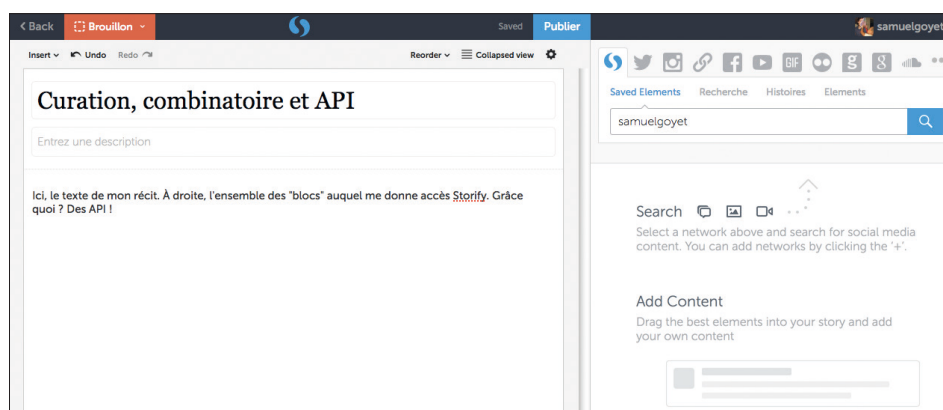 Back Brouillon Saved Publier samuelgoyet
Insert Undo Redo Reorder Collapsed view
Curation, combinatoire et API
Entrez une description
Ici, le texte de mon récit. À droite, l'ensemble des "blocs" auquel me donne accès Storify. Grâce
quoi ? Des API !
GIF g 8
Saved Elements Recherche Histoires Elements
samuelgoyet
Search
Select a network above and search for social media
content. You can add networks by clicking the '+'.
Add Content
Drag the best elements into your story and add
your own content